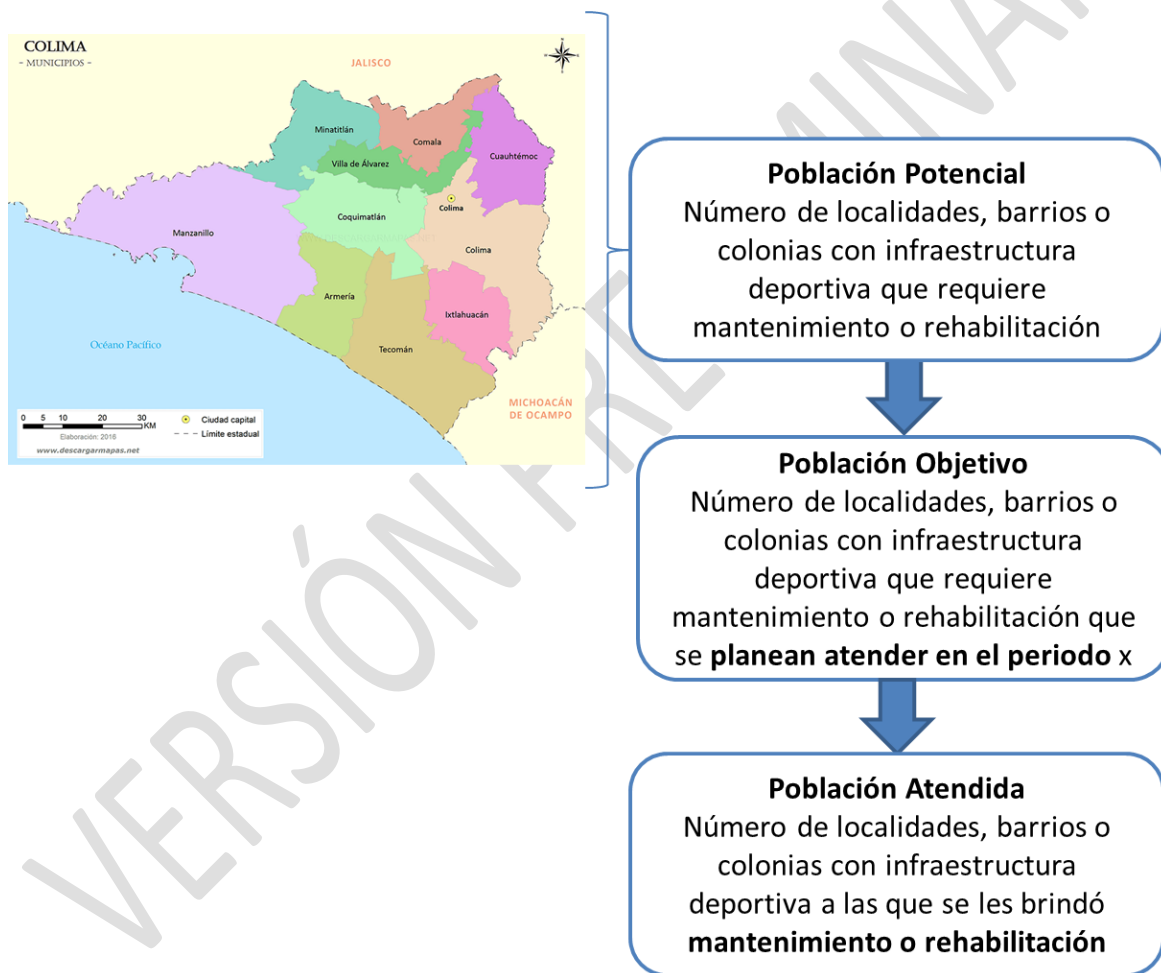 COLIMA
- MUNICIPIOS -
JALISCO
Minatitlán
Comala
Cuauhtémoc
Villa de Álvarez
Colima
Coquimatlán
Manzanillo
Colima
Armería
Ixtlahuacán
Océano Pacífico
Tecomán
MICHOACÁN
DE OCAMPO
0 5 10 20 30
KM
Elaboración: 2016
www.descargarmapas.net
Ciudad capital
Límite estadual
Población Potencial
Número de localidades, barrios o
colonias con infraestructura
deportiva que requiere
mantenimiento o rehabilitación
Población Objetivo
Número de localidades, barrios o
colonias con infraestructura
deportiva que requiere
mantenimiento o rehabilitación que
se planean atender en el periodo x
Población Atendida
Número de localidades, barrios o
colonias con infraestructura
deportiva a las que se les brindó
mantenimiento o rehabilitación